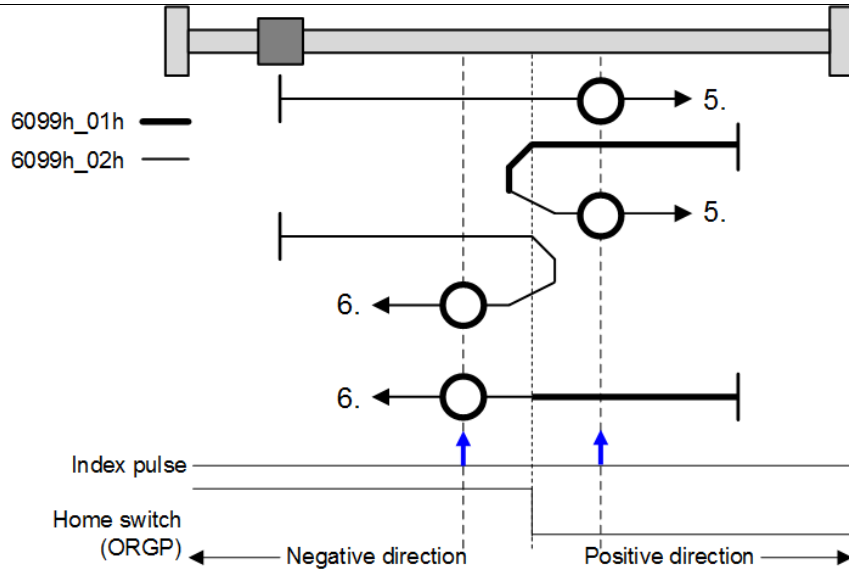 5.
6099h_01h
6099h_02h
5.
6.
6.
Index pulse
Home switch
(ORGP)
Negative direction
Positive direction